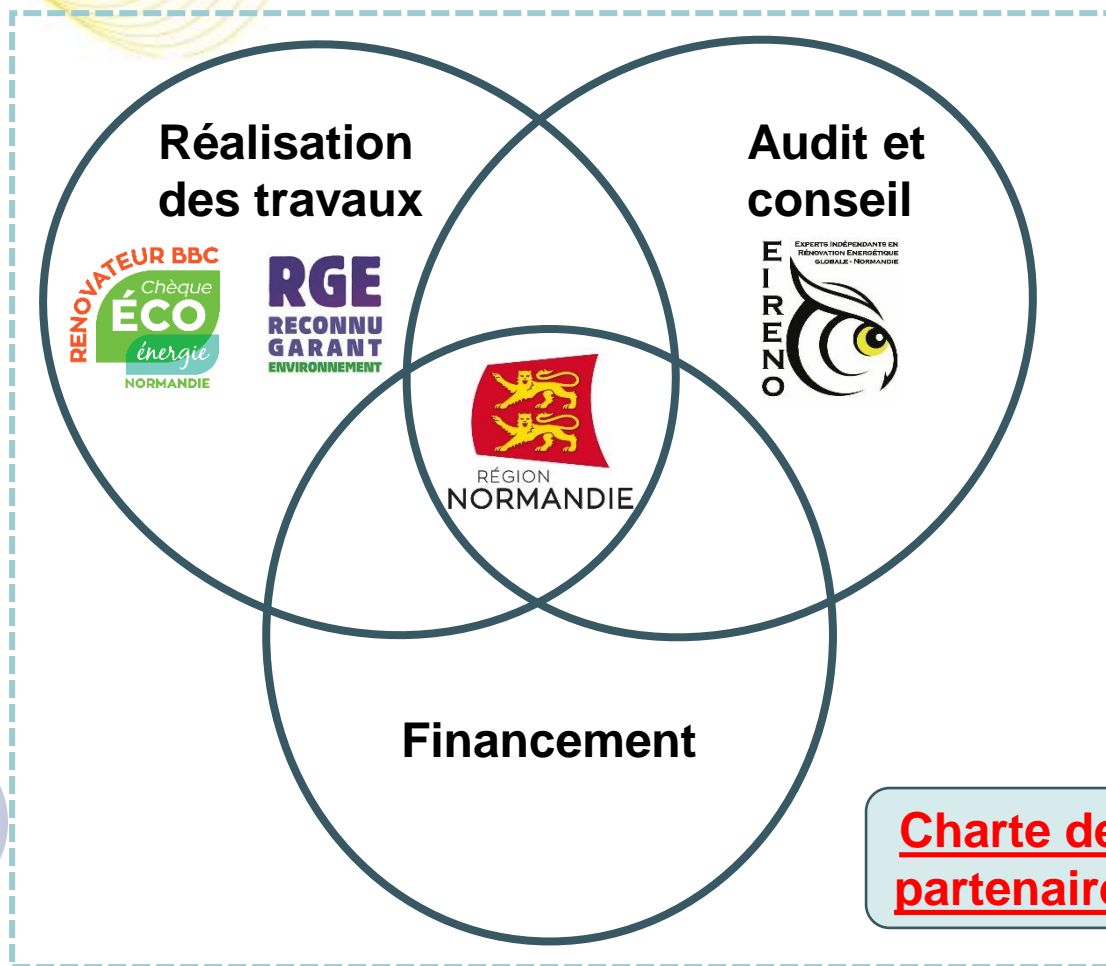 Réalisation
des travaux
Audit et
conseil
RENOVATEUR BBC
Chèque
ÉCO
énergie
NORMANDIE
RGE
RECONNU
GARANT
ENVIRONNEMENT
EIRENO
EXPERTS INDÉPENDANTS EN
RÉNOVATION ENERGÉTIQUE
GLOBALE - NORMANDIE
RÉGION
NORMANDIE
Financement
Charte de
partenaire